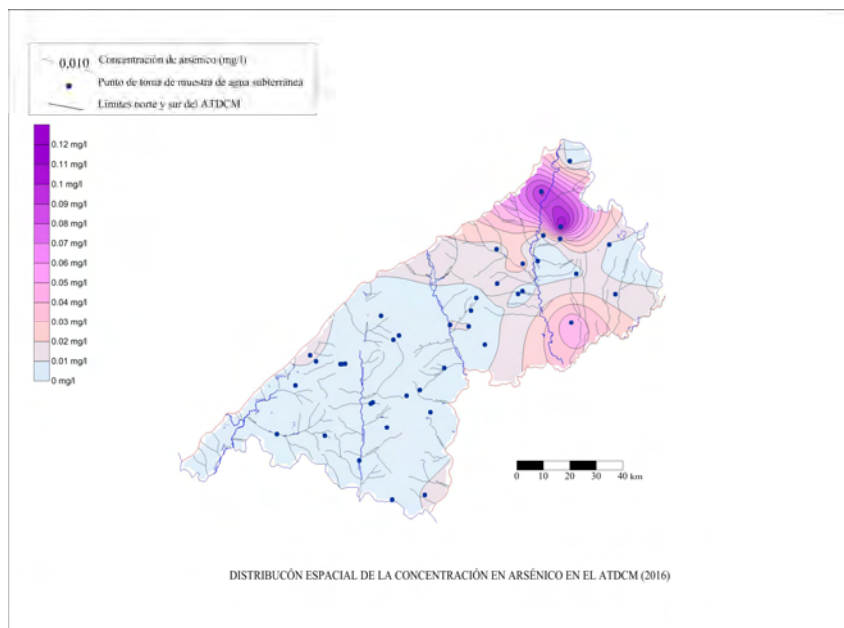 0,010 Concentración de arsénico (mg/l)
Punto de toma de muestra de agua subterránea
Límites norte y sur del ATDCM
0.12 mg/l
0.11 mg/l
0.1 mg/l
0.09 mg/l
0.08 mg/l
0.07 mg/l
0.06 mg/l
0.05 mg/l
0.04 mg/l
0.03 mg/l
0.02 mg/l
0.01 mg/l
0 mg/l
0 10 20 30 40 km
DISTRIBUCÓN ESPACIAL DE LA CONCENTRACIÓN EN ARSÉNICO EN EL ATDCM (2016)